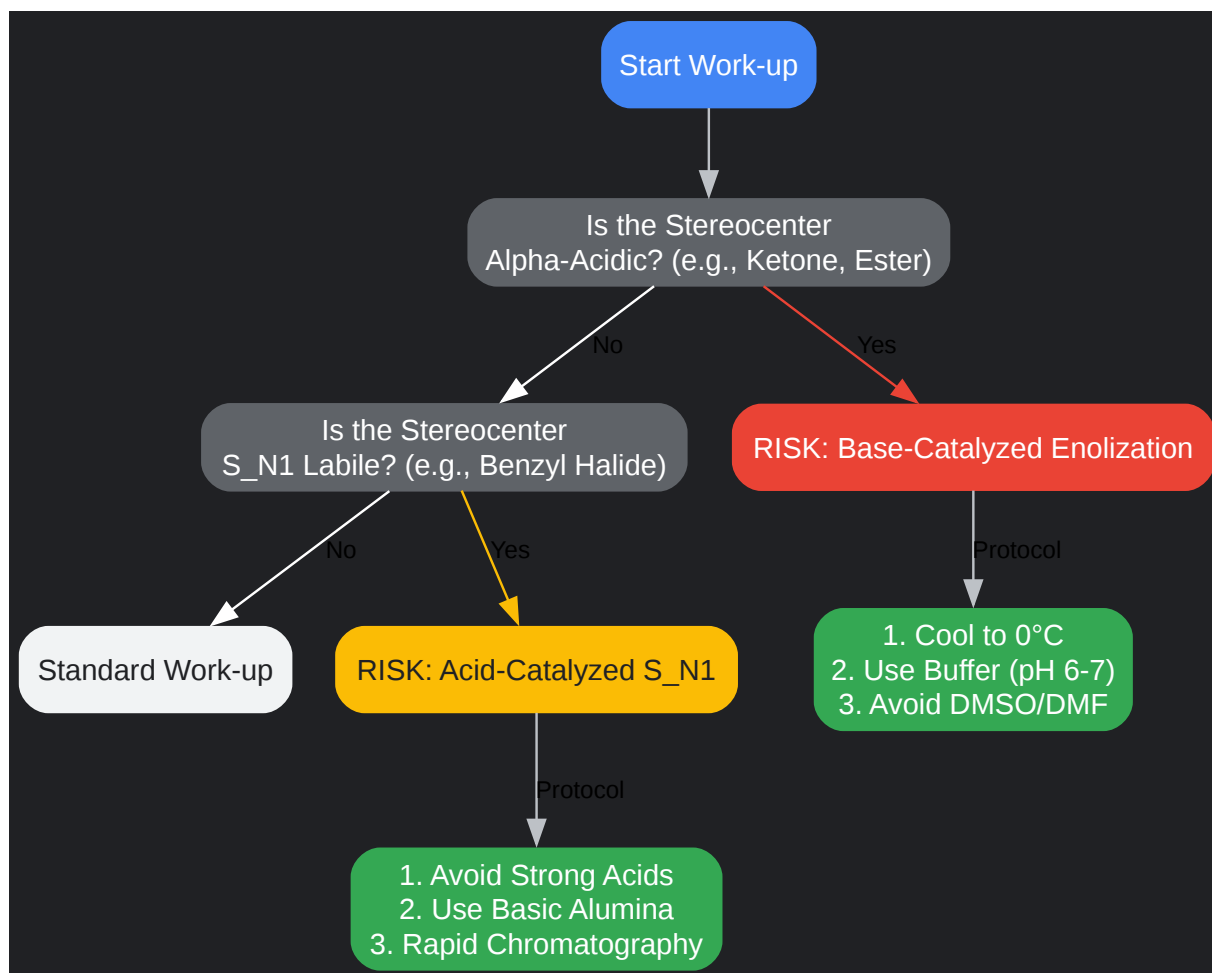 Start Work-up
Is the Stereocenter
Alpha-Acidic? (e.g., Ketone, Ester)
No
Yes
Is the Stereocenter
S_N1 Labile? (e.g., Benzyl Halide)
RISK: Base-Catalyzed Enolization
No
Yes
Protocol
Standard Work-up
RISK: Acid-Catalyzed S_N1
1. Cool to 0°C
2. Use Buffer (pH 6-7)
3. Avoid DMSO/DMF
Protocol
1. Avoid Strong Acids
2. Use Basic Alumina
3. Rapid Chromatography